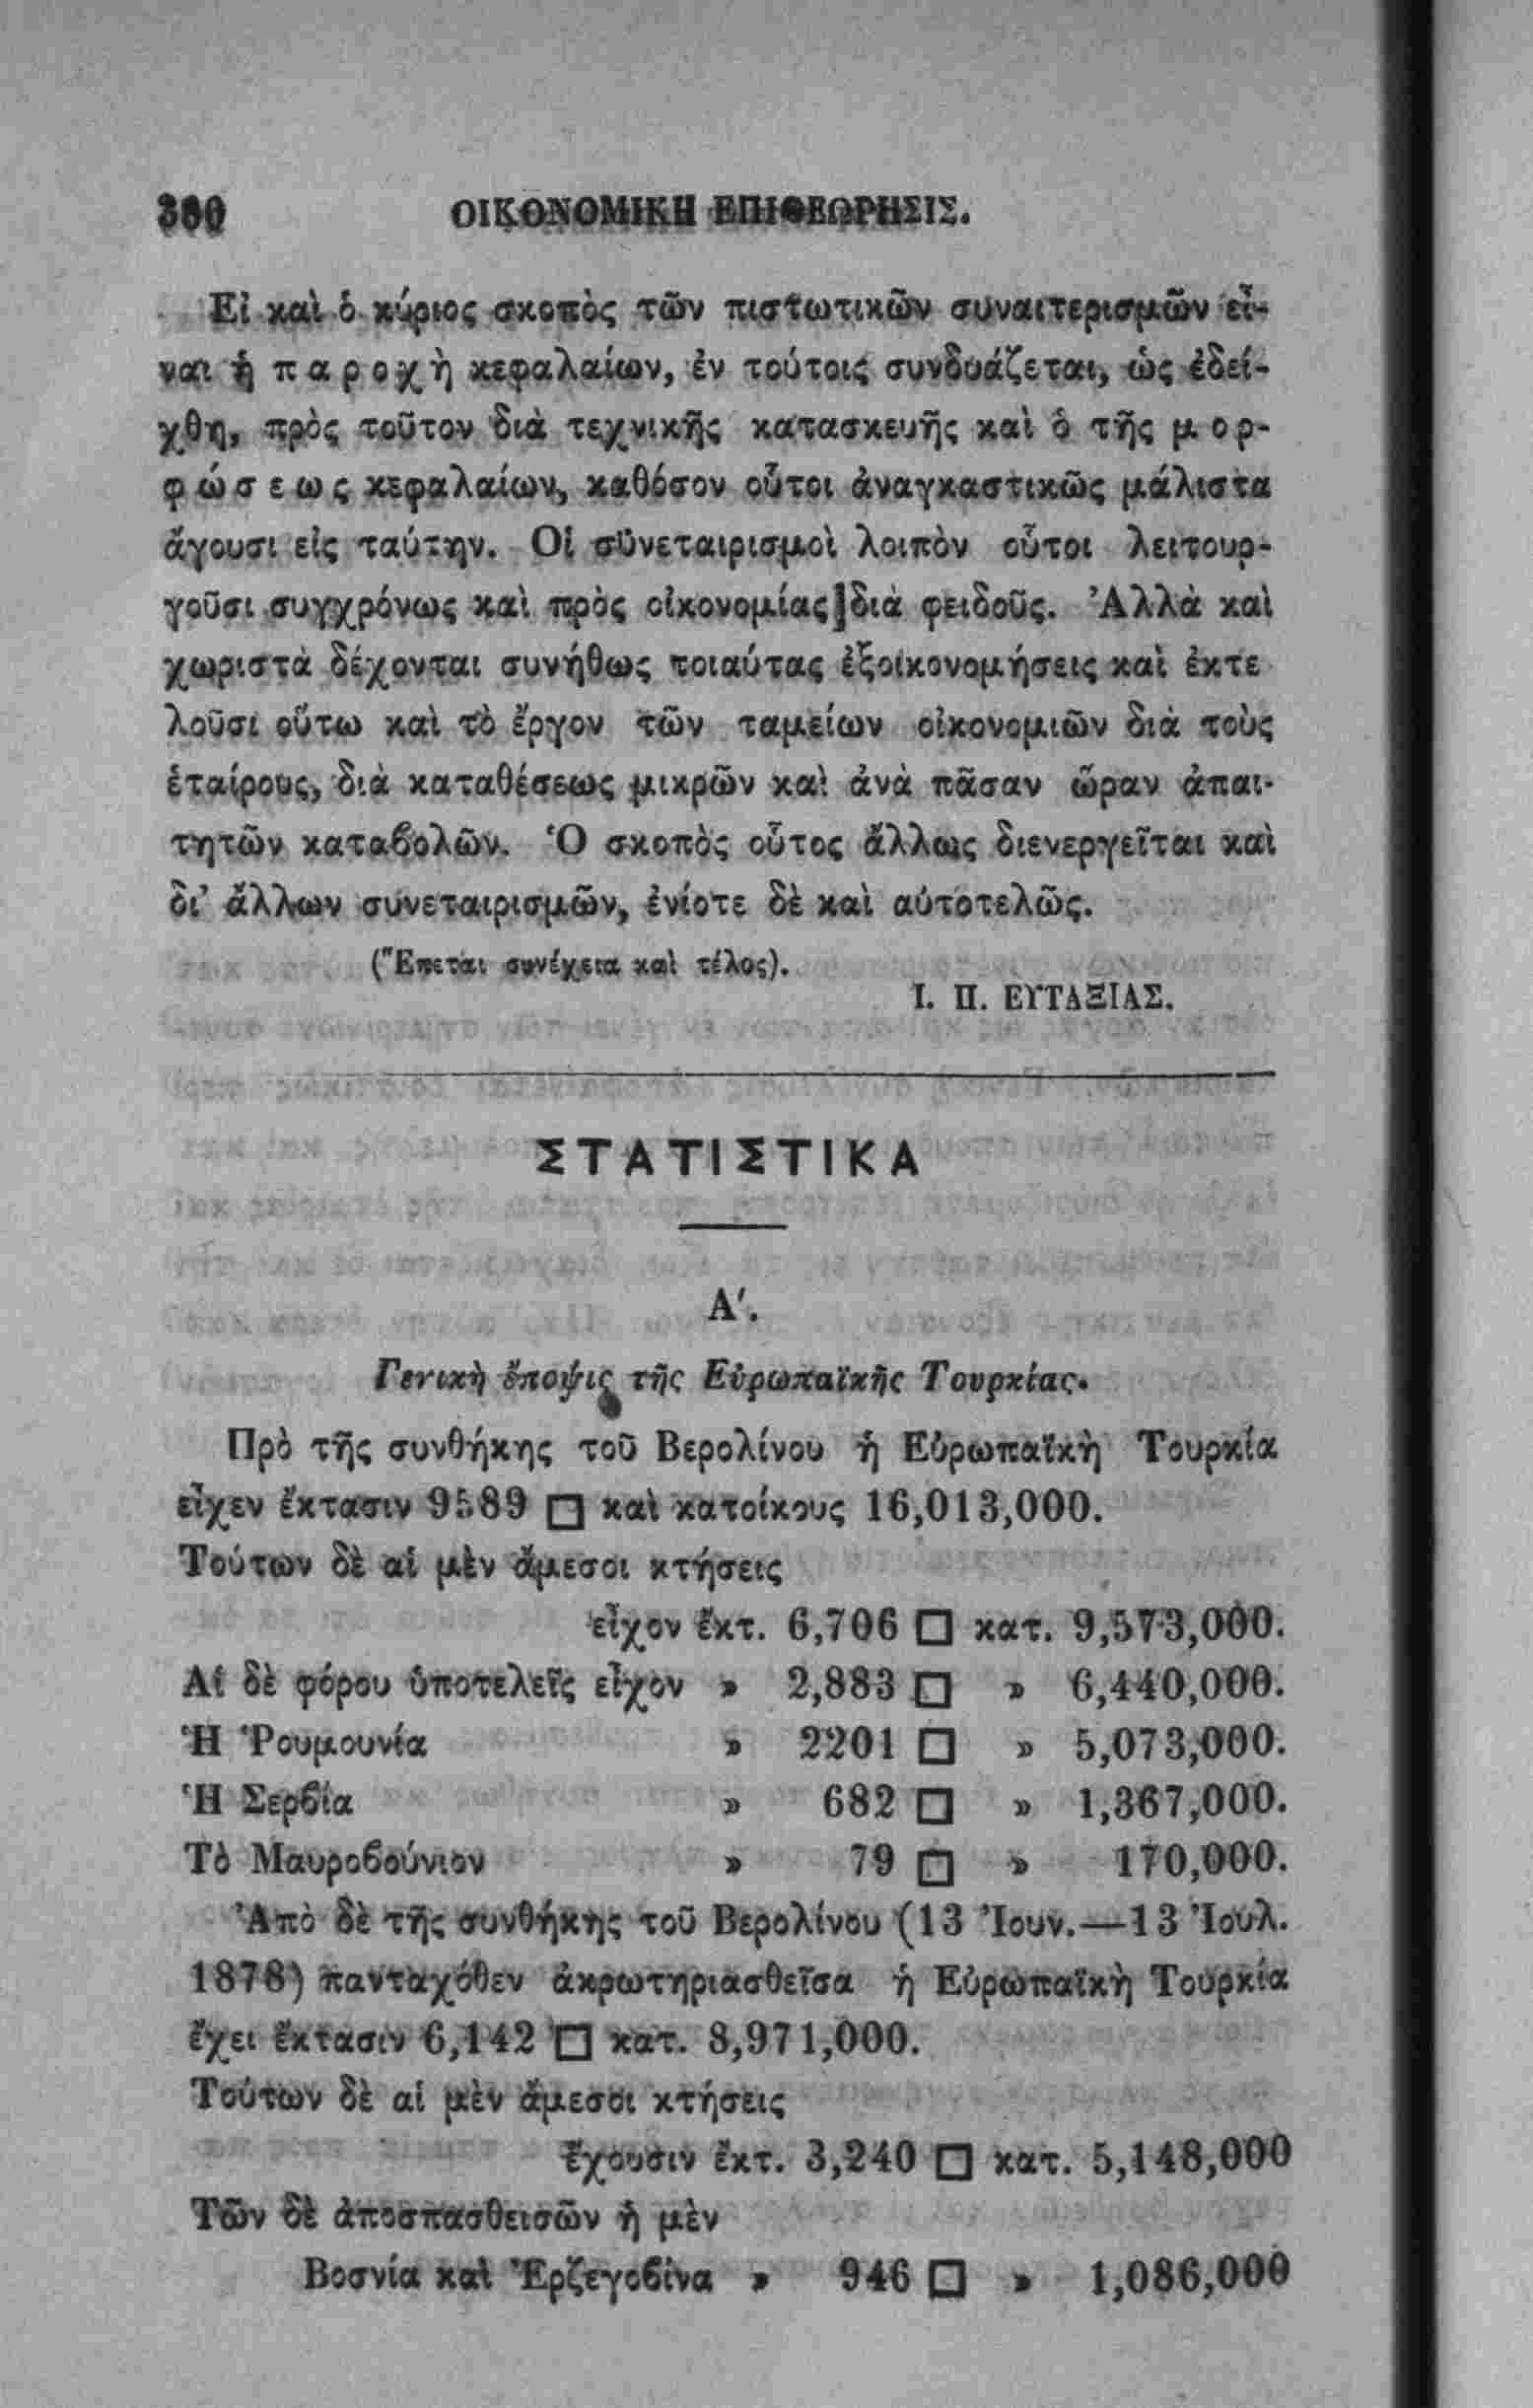 380 ΟΙΚΟΝΟΜΙΚΗ ΕΠΙΘΕΩΡΗΣΙΣ.
Εἰ καὶ ὁ κύριος σκοπὸς τῶν πιστωτικῶν συναιτερισμῶν εἶ-
ναι ἡ π α ρ ο χ ὴ κεφαλαίων, ἐν τούτοις συνδυάζεται, ὡς ἐδεί-
χθη, πρὸς τοῦτον διὰ τεχνικῆς κατασκευῆς καὶ ὁ τῆς μ ο ρ-
φ ώ σ ε ω ς κεφαλαίων, καθόσον οὗτοι ἀναγκαστικῶς μάλιστα
ἄγουσι εἰς ταύτην. Οἱ συνεταιρισμοὶ λοιπὸν οὗτοι λειτουρ-
γοῦσι συγχρόνως καὶ πρὸς οἰκονομίας διὰ φειδοῦς. Ἀλλὰ καὶ
χωριστὰ δέχονται συνήθως τοιαύτας ἐξοικονομήσεις καὶ ἐκτε
λοῦσι οὕτω καὶ τὸ ἔργον τῶν ταμείων οἰκονομιῶν διὰ τοὺς
ἑταίρους, διὰ καταθέσεως μικρῶν καὶ ἀνὰ πᾶσαν ὥραν ἀπαι-
τητῶν καταβολῶν. Ὁ σκοπὸς οὗτος ἄλλως διενεργεῖται καὶ
δι᾽ ἄλλων συνεταιρισμῶν, ἐνίοτε δὲ καὶ αὐτοτελῶς.
(Ἕπεται συνέχεια καὶ τέλος).
Ι. Π. ΕΥΤΑΞΙΑΣ.
ΣΤΑΤΙΣΤΙΚΑ
Α′.
Γενικὴ ἔποψις τῆς Εὐρωπαϊκῆς Τουρκίας.
Πρὸ τῆς συνθήκης τοῦ Βερολίνου ἡ Εὐρωπαϊκὴ Τουρκία
εἶχεν ἔκτασιν 9589 □ καὶ κατοίκους 16,013,000.
Τούτων δὲ αἱ μὲν ἄμεσοι κτήσεις
εἶχον ἔκτ. 6,706 □ κατ. 9,573,000.
Αἱ δὲ φόρου ὑποτελεῖς εἶχον » 2,883 □ » 6,440,000.
Ἡ Ῥουμουνία » 2201 □ » 5,073,000.
Ἡ Σερβία » 682 □ » 1,367,000.
Τὸ Μαυροβούνιον » 79 □ » 170,000.
Ἀπὸ δὲ τῆς συνθήκης τοῦ Βερολίνου (13 Ἰουν.—13 Ἰουλ.
1878) πανταχόθεν ἀκρωτηριασθεῖσα ἡ Εὐρωπαϊκὴ Τουρκία
ἔχει ἔκτασιν 6,142 □ κατ. 8,971,000.
Τούτων δὲ αἱ μὲν ἄμεσοι κτήσεις
ἔχουσιν ἔκτ. 3,240 □ κατ. 5,148,000
Τῶν δὲ ἀποσπασθεισῶν ἡ μὲν
Βοσνία καὶ Ἑρζεγοβίνα » 946 □ » 1,086,000